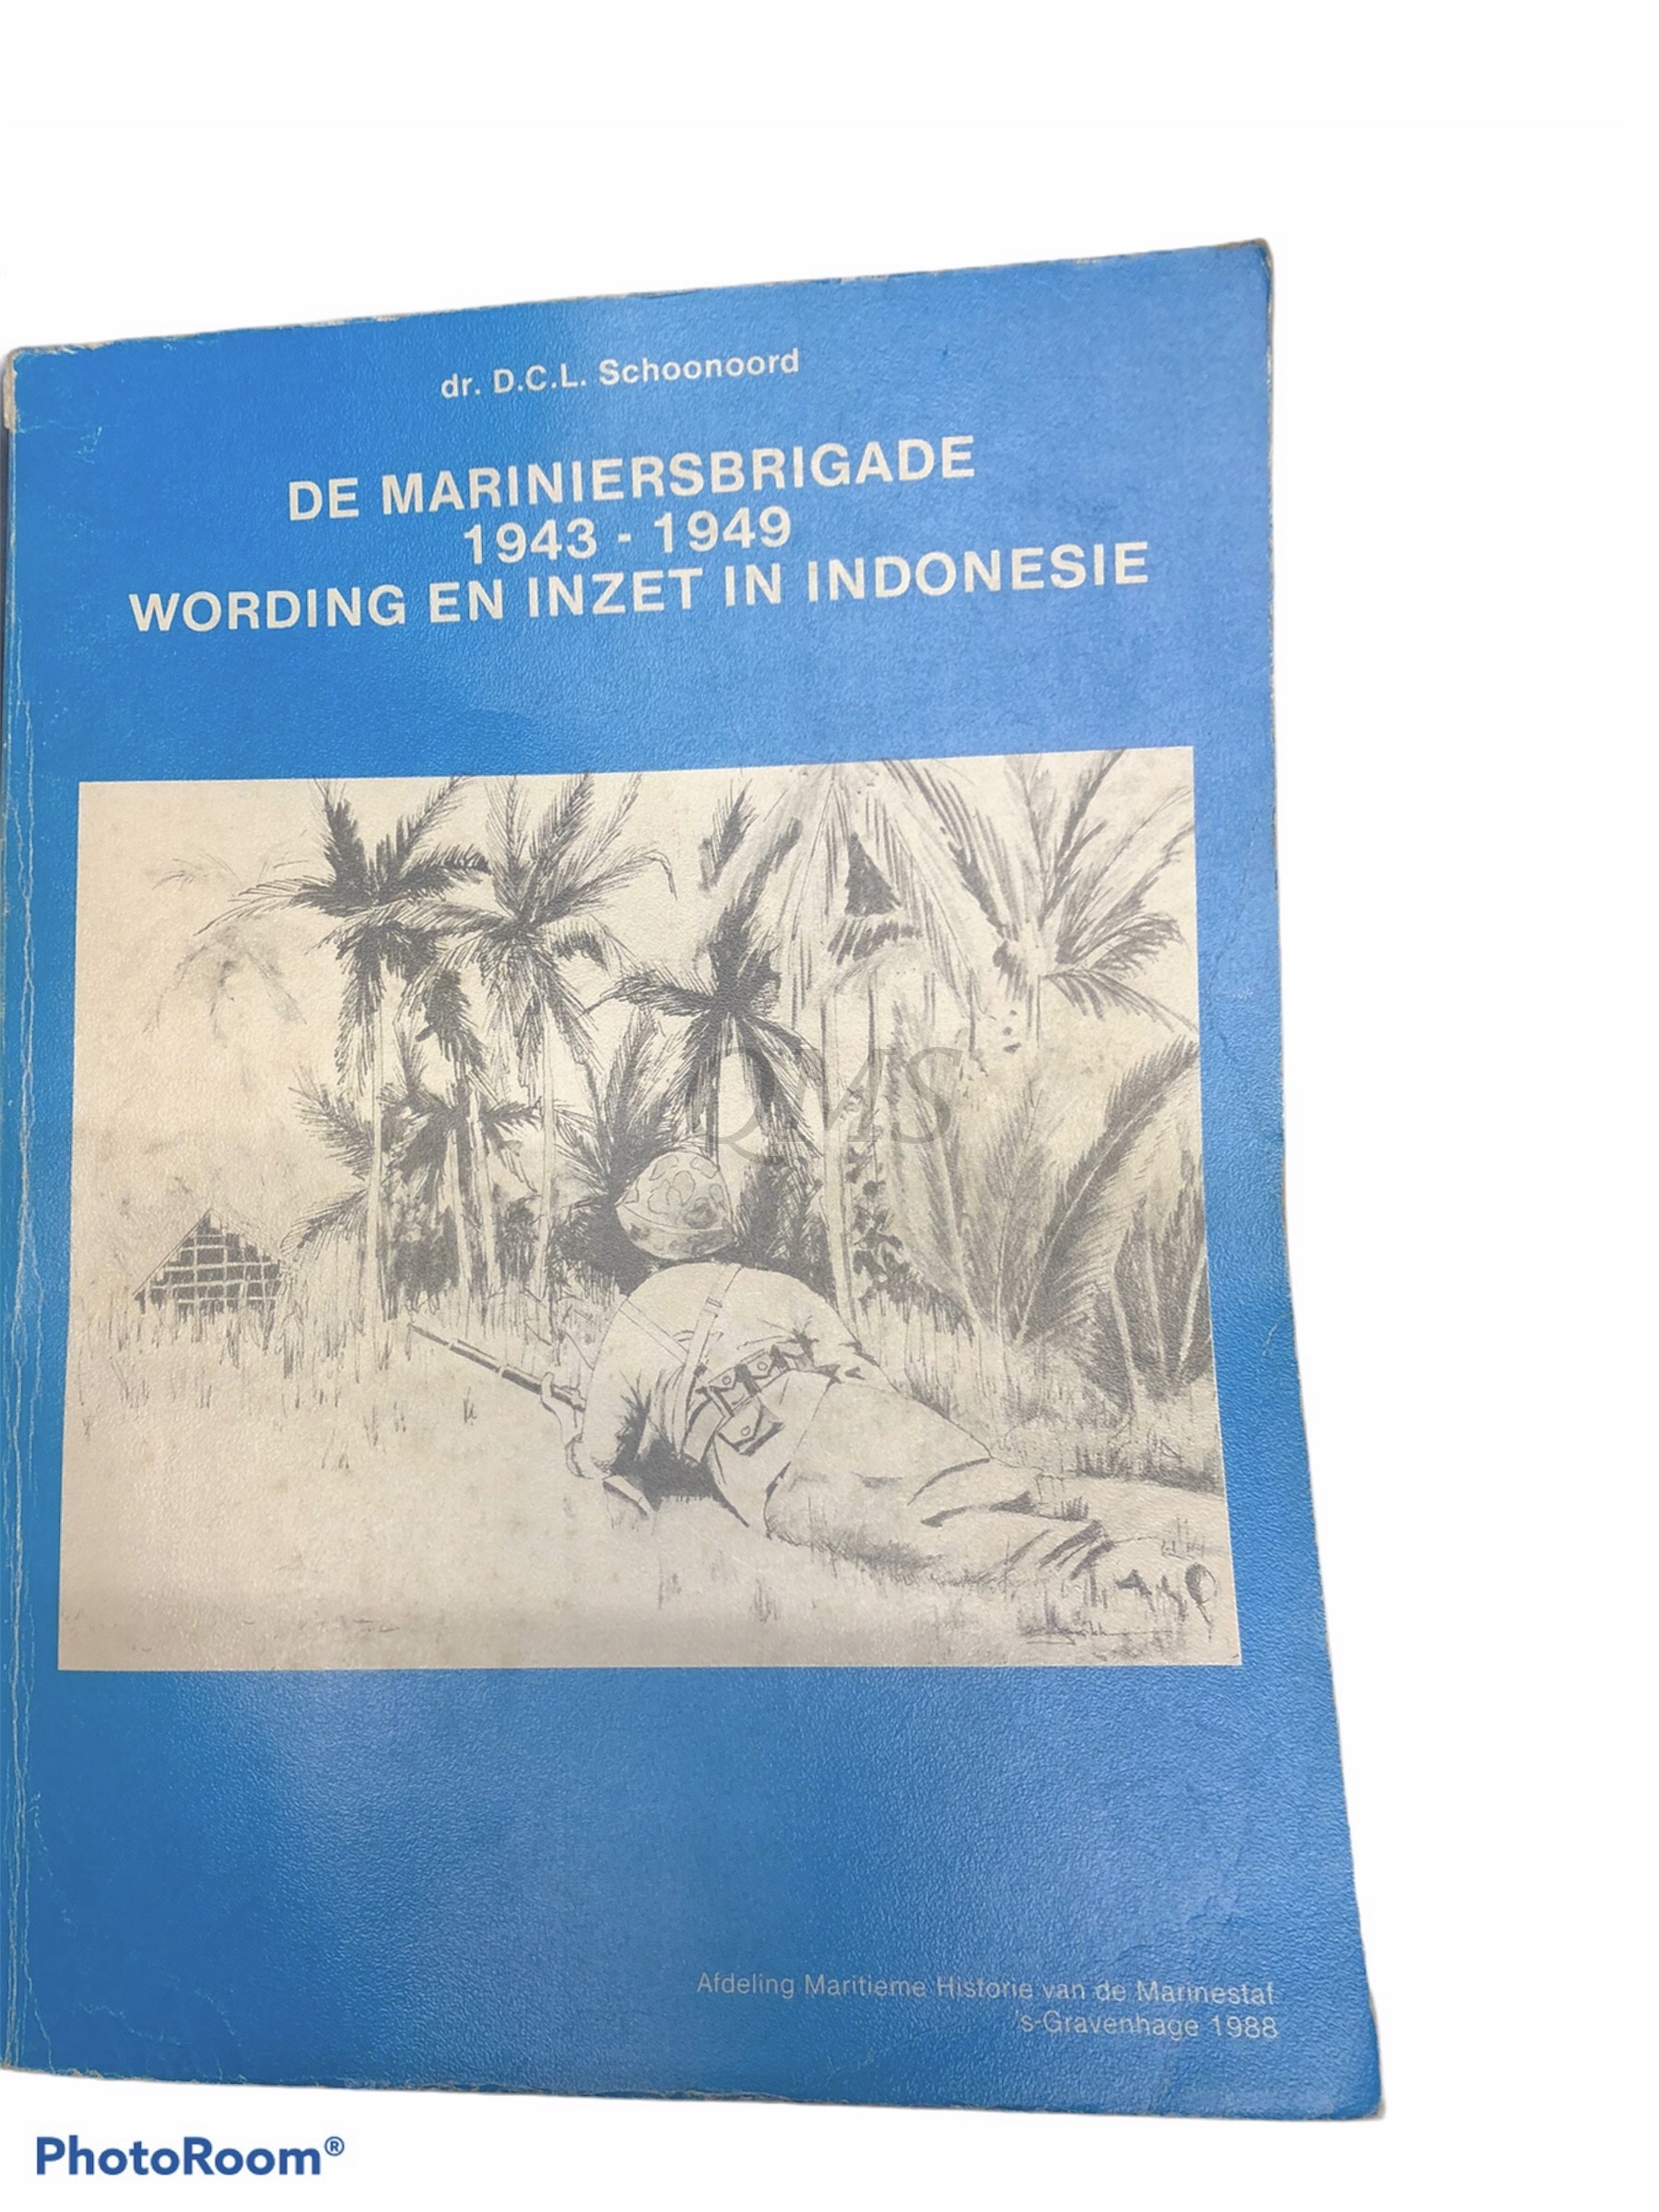 dr. D.C.L. Schoonoord
DE MARINIERSBRIGADE
1943 - 1949
WORDING EN INZET IN INDONESIE
QMS
Afdeling Maritieme Historie van de Marinestaf
's-Gravenhage 1988
PhotoRoom®